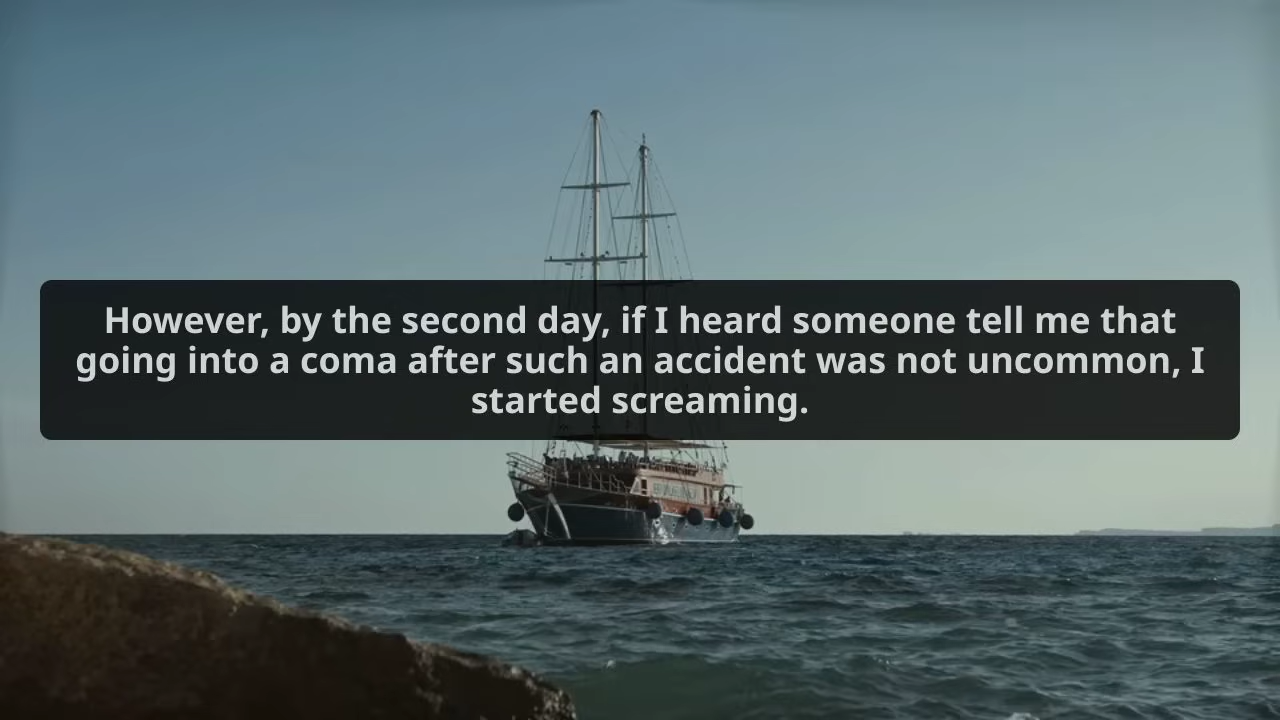 However, by the second day, if I heard someone tell me that
going into a coma after such an accident was not uncommon, I
started screaming.